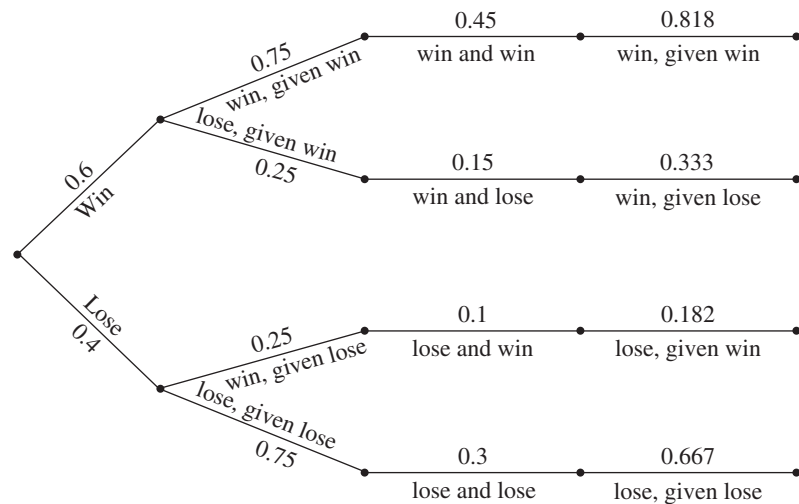 0.6
Win
Lose
0.4
0.75
win, given win
lose, given win
0.25
0.25
win, given lose
lose, given lose
0.75
0.45
win and win
0.818
win, given win
0.15
win and lose
0.333
win, given lose
0.1
lose and win
0.182
lose, given win
0.3
lose and lose
0.667
lose, given lose